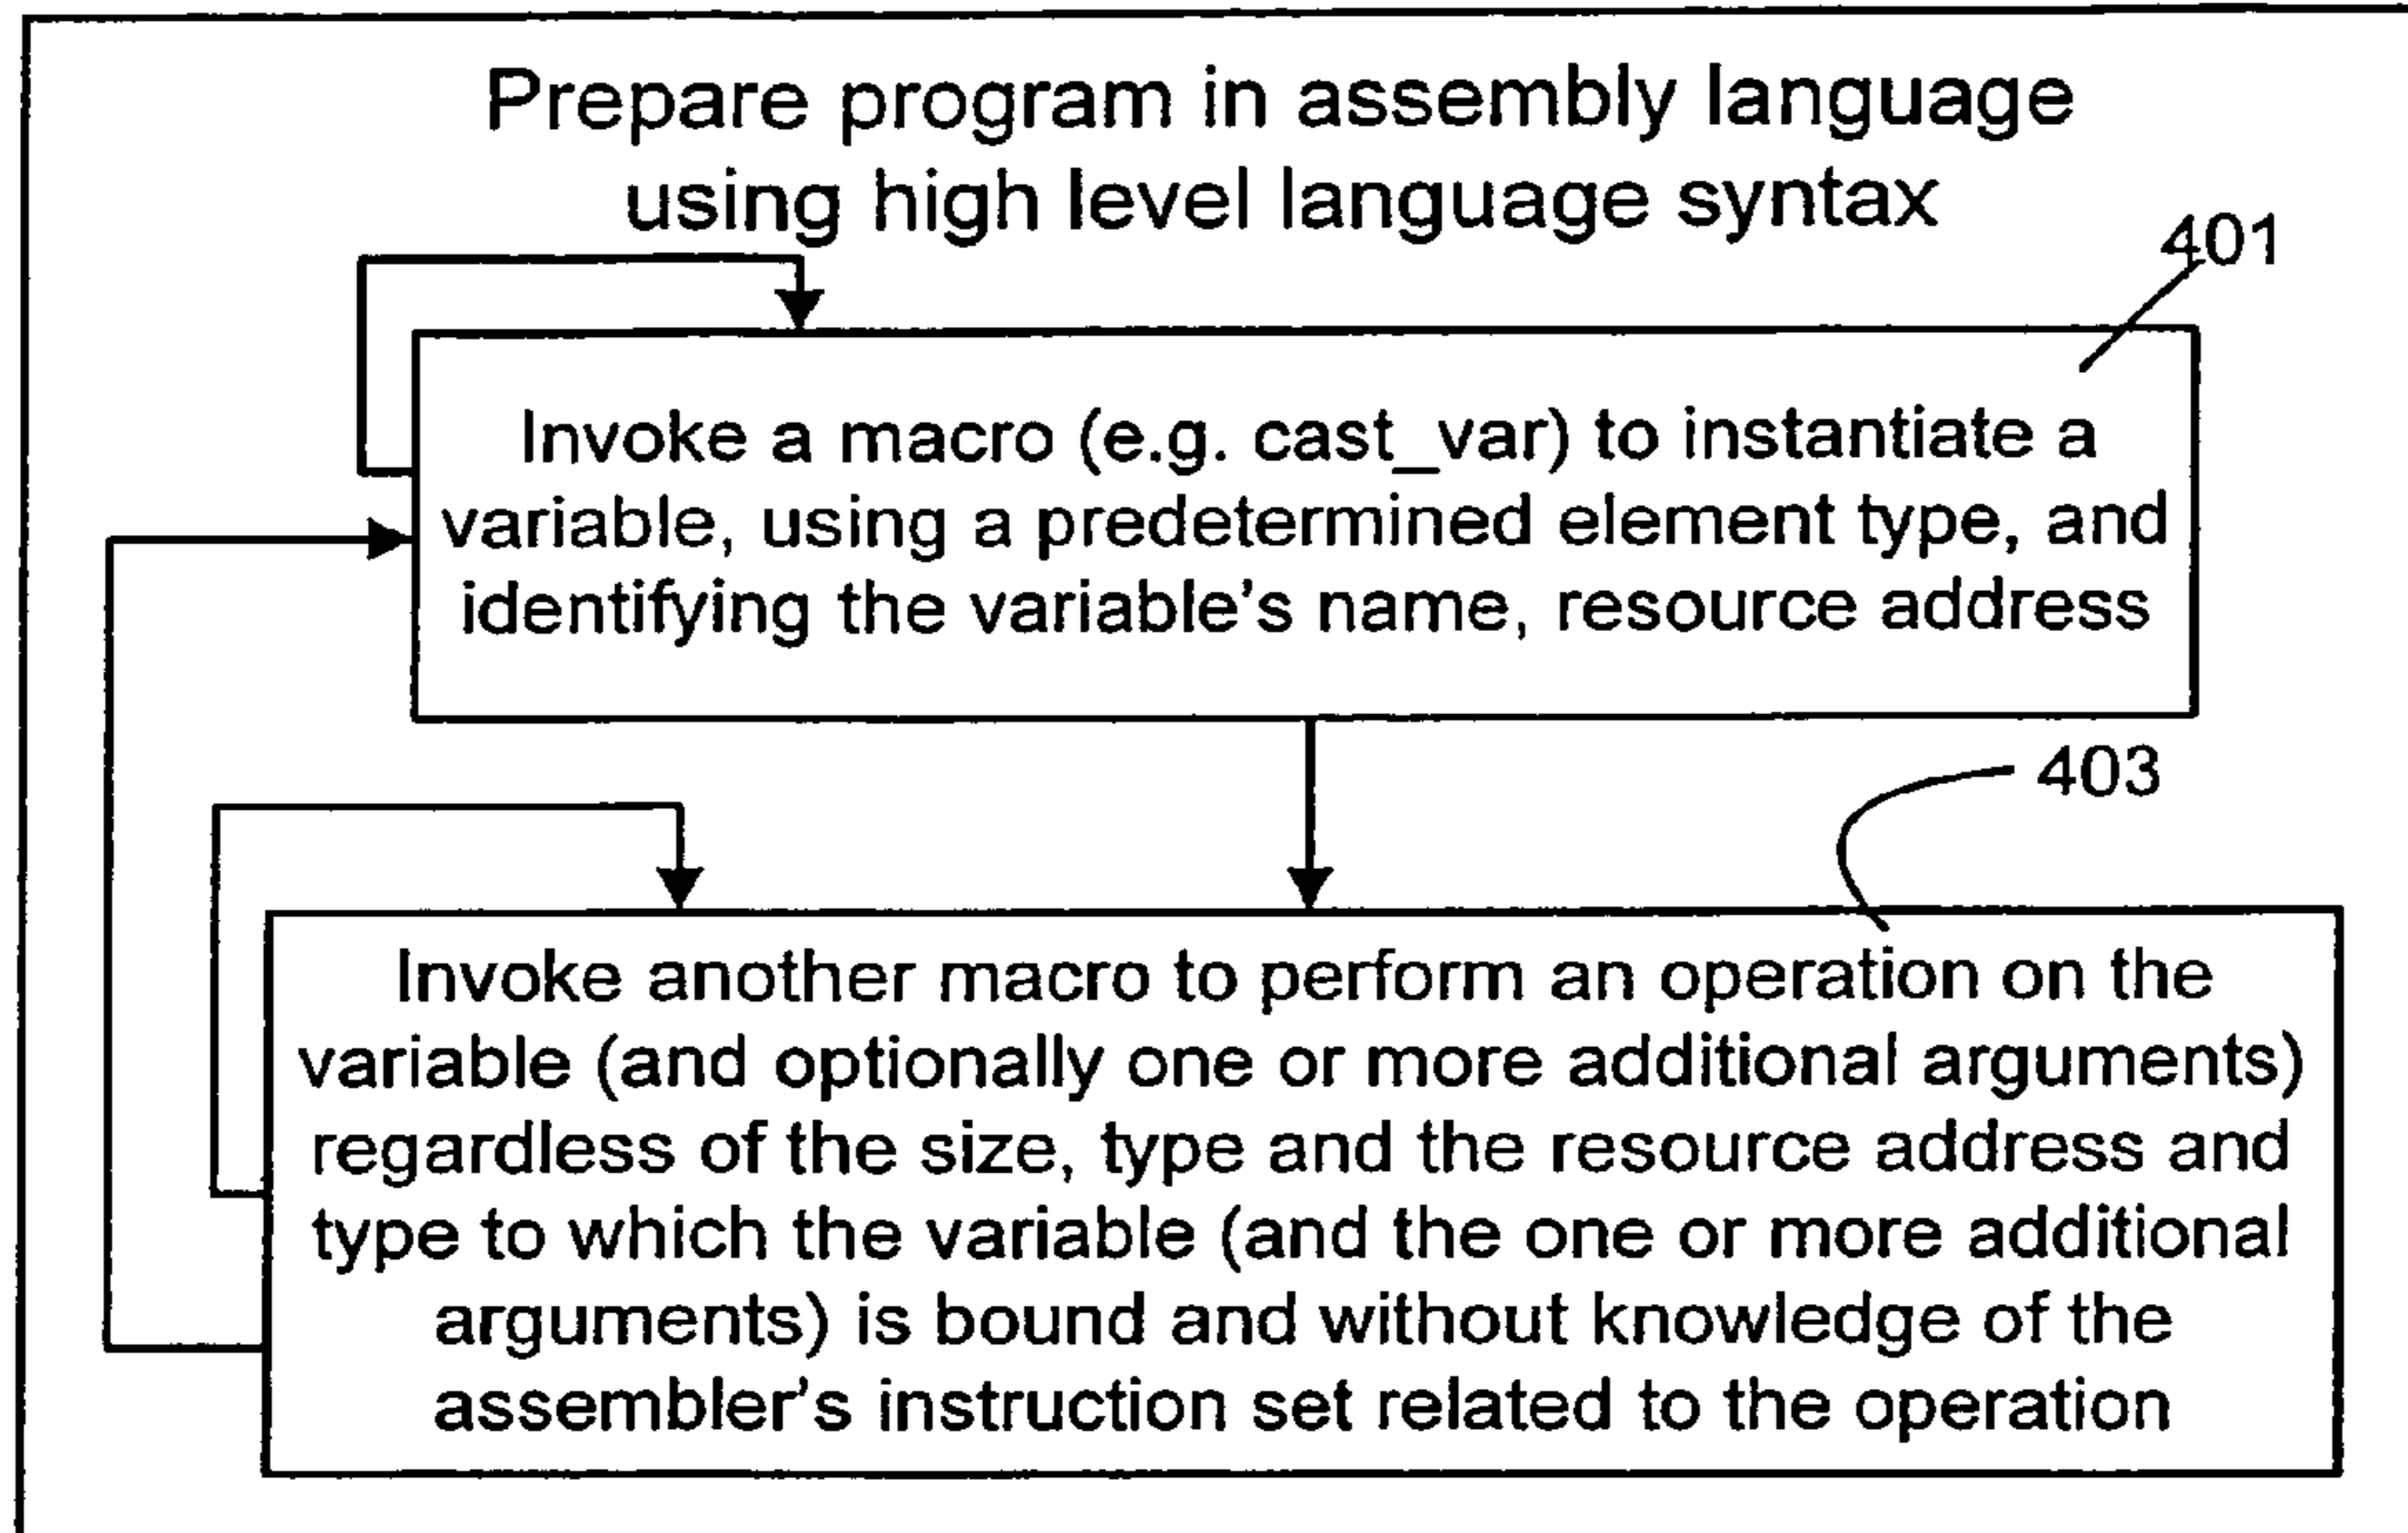 Prepare program in assembly language
using high level language syntax
401
Invoke a macro (e.g. cast_var) to instantiate a
variable, using a predetermined element type, and
identifying the variable's name, resource address
403
Invoke another macro to perform an operation on the
variable (and optionally one or more additional arguments)
regardless of the size, type and the resource address and
type to which the variable (and the one or more additional
arguments) is bound and without knowledge of the
assembler's instruction set related to the operation